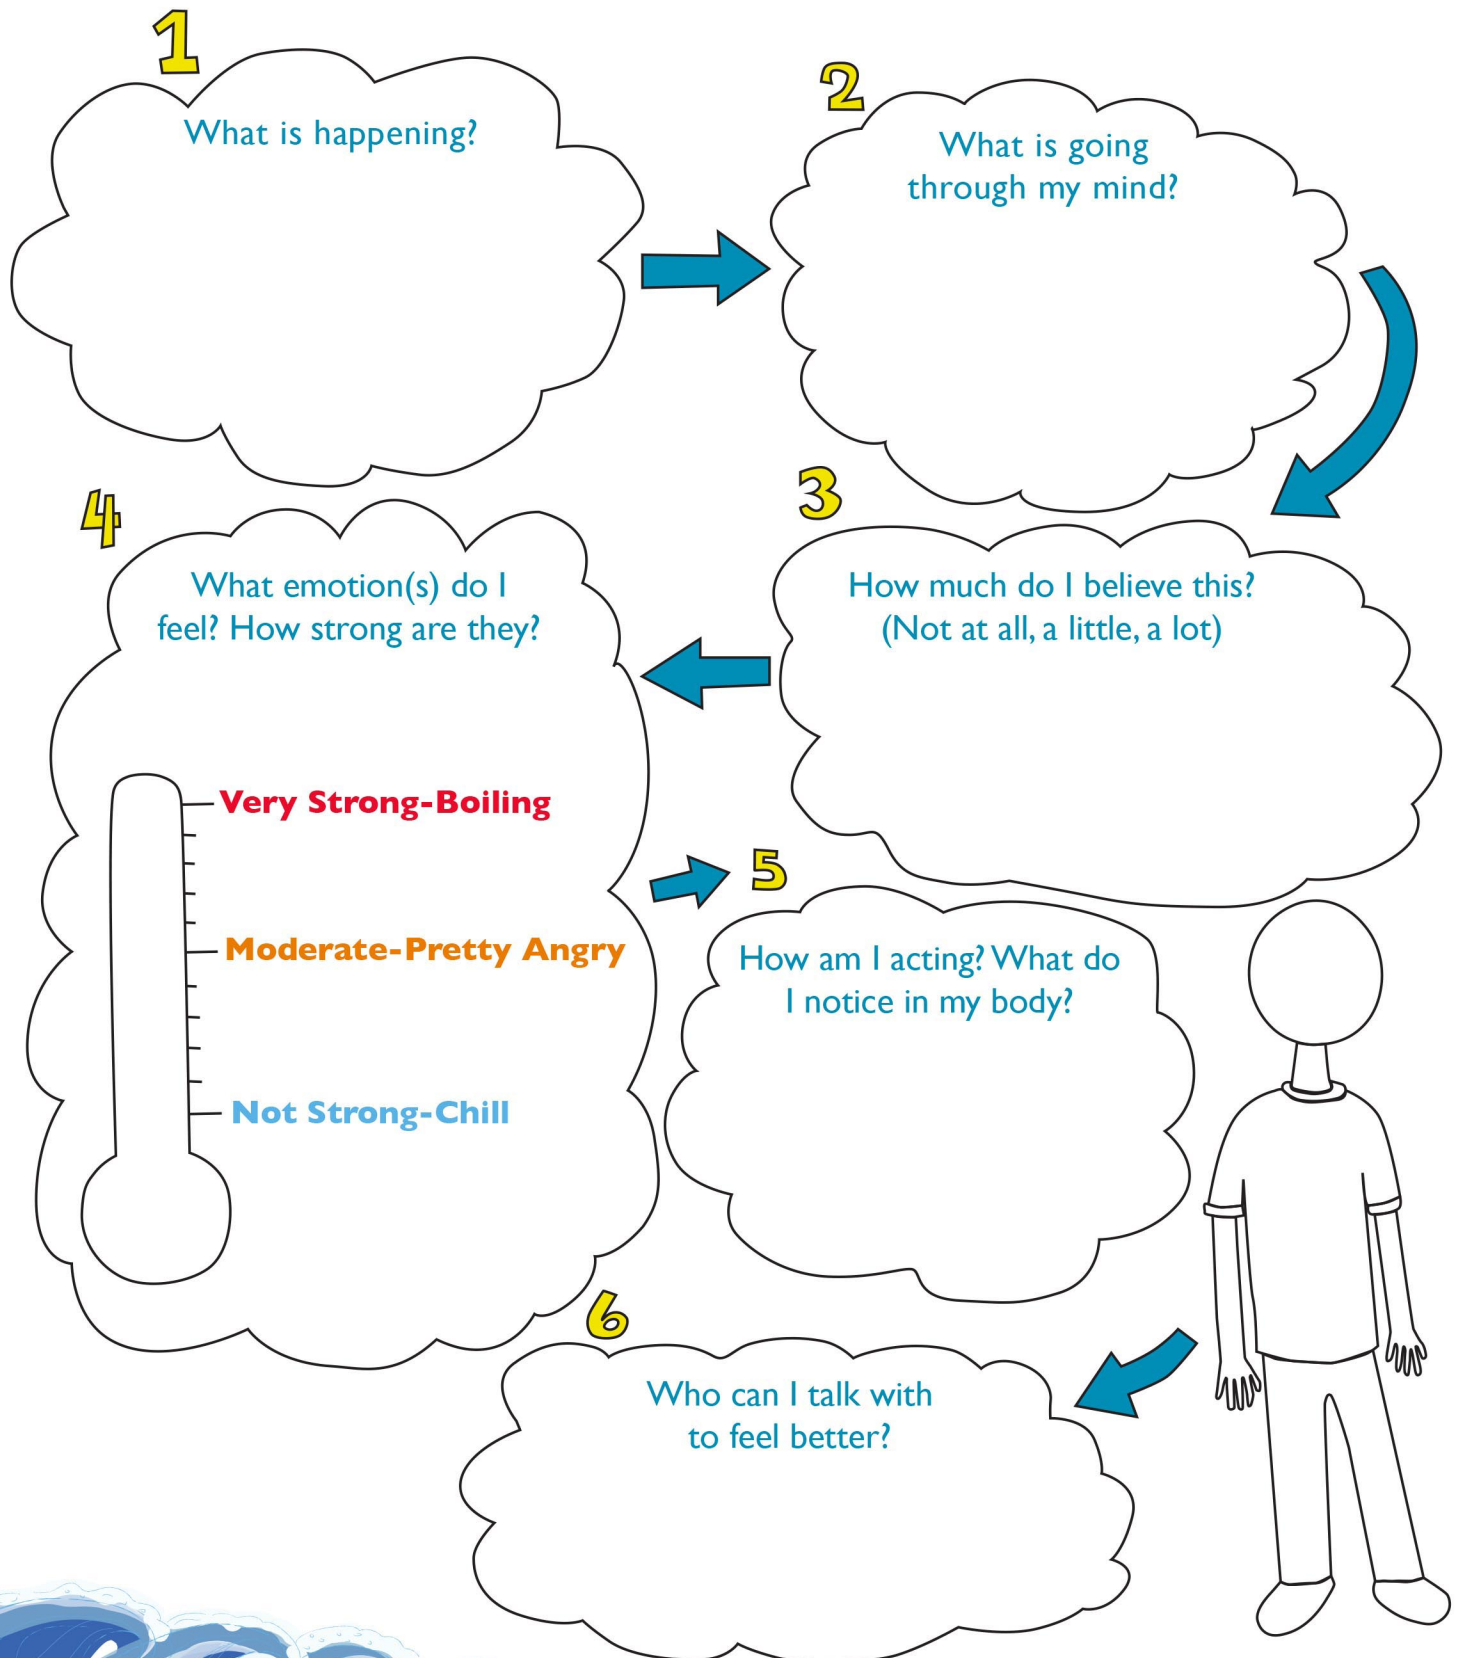 1
What is happening?
2
What is going
through my mind?
3
How much do I believe this?
(Not at all, a little, a lot)
4
What emotion(s) do I
feel? How strong are they?
Very Strong-Boiling
Moderate-Pretty Angry
Not Strong-Chill
5
How am I acting? What do
I notice in my body?
6
Who can I talk with
to feel better?